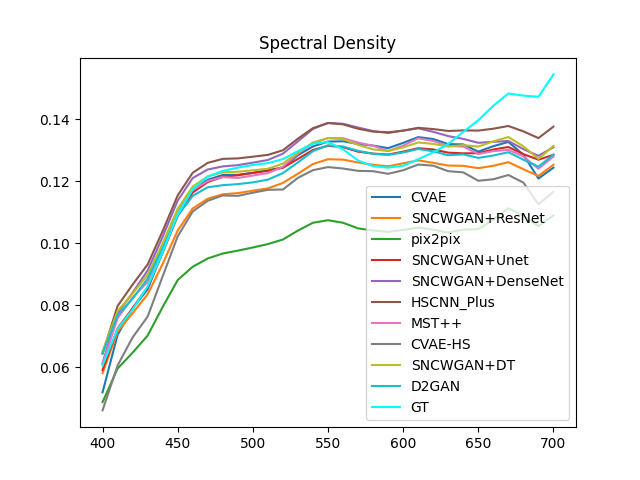 Spectral Density
0.14
0.12
0.10
0.08
0.06
400
450
500
550
600
650
700
CVAE
SNCWGAN+ResNet
pix2pix
SNCWGAN+Unet
SNCWGAN+DenseNet
HSCNN_Plus
MST++
CVAE-HS
SNCWGAN+DT
D2GAN
GT